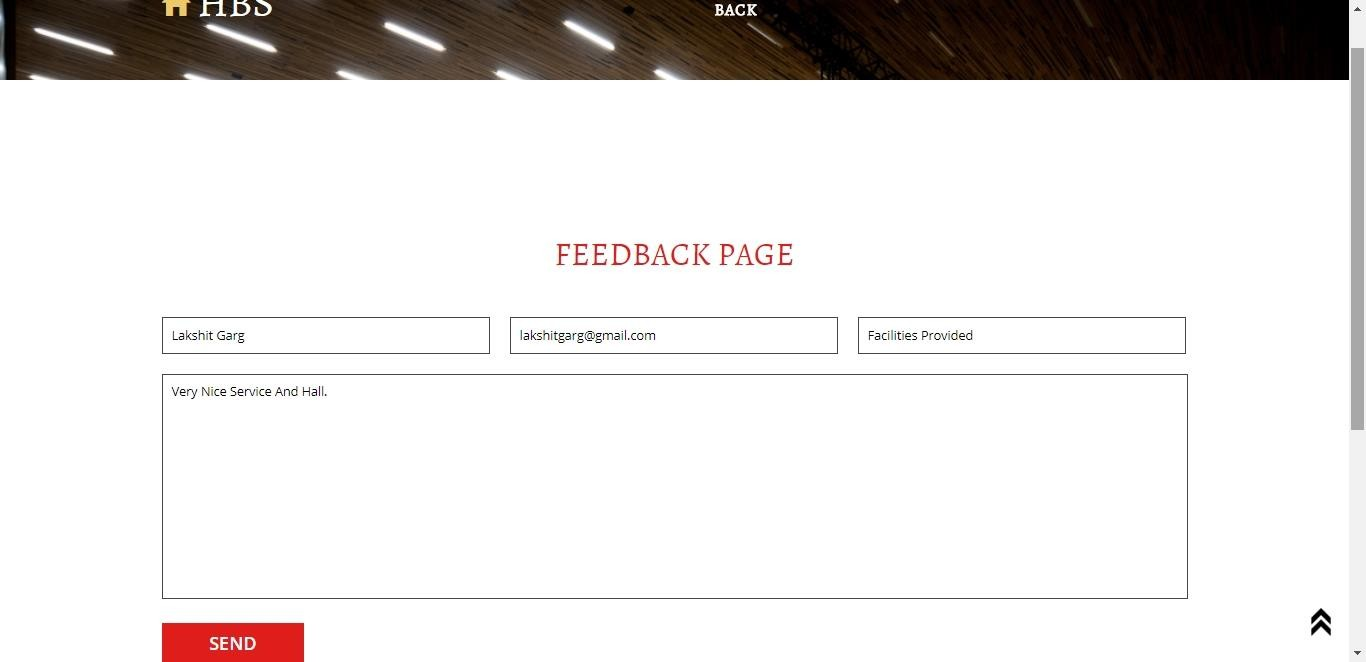 HBS
BACK
FEEDBACK PAGE
Lakshit Garg
lakshitgarg@gmail.com
Facilities Provided
Very Nice Service And Hall.
SEND